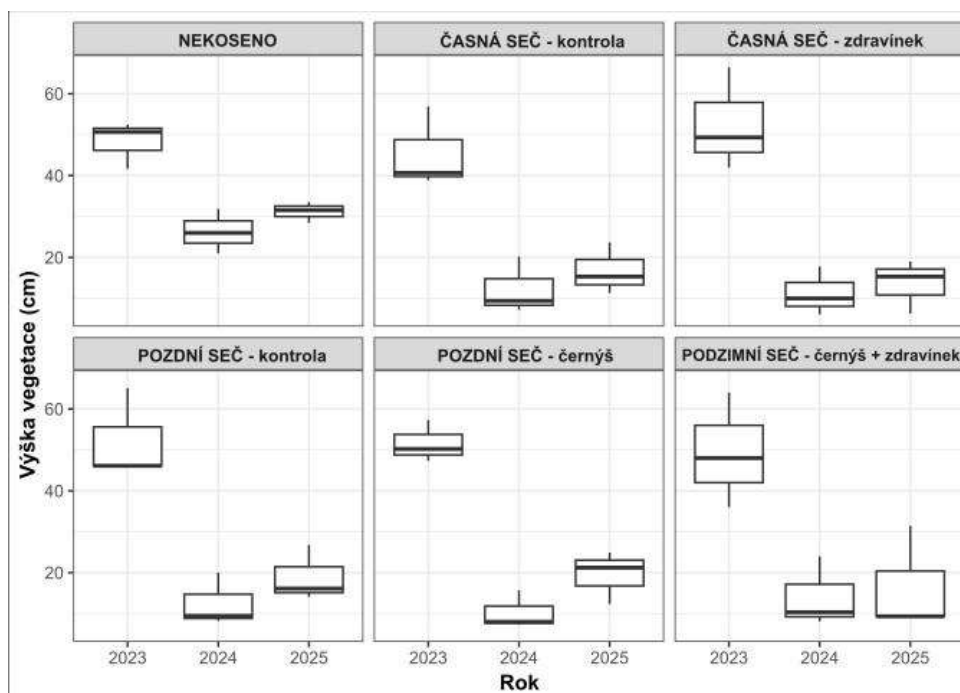 NEKOSENO
ČASNÁ SEČ - kontrola
ČASNÁ SEČ - zdravínek
60
40
20
POZDNÍ SEČ - kontrola
POZDNÍ SEČ - černýš
PODZIMNÍ SEČ - černýš + zdravínek
60
40
20
Výška vegetace (cm)
2023 2024 2025
2023 2024 2025
2023 2024 2025
Rok